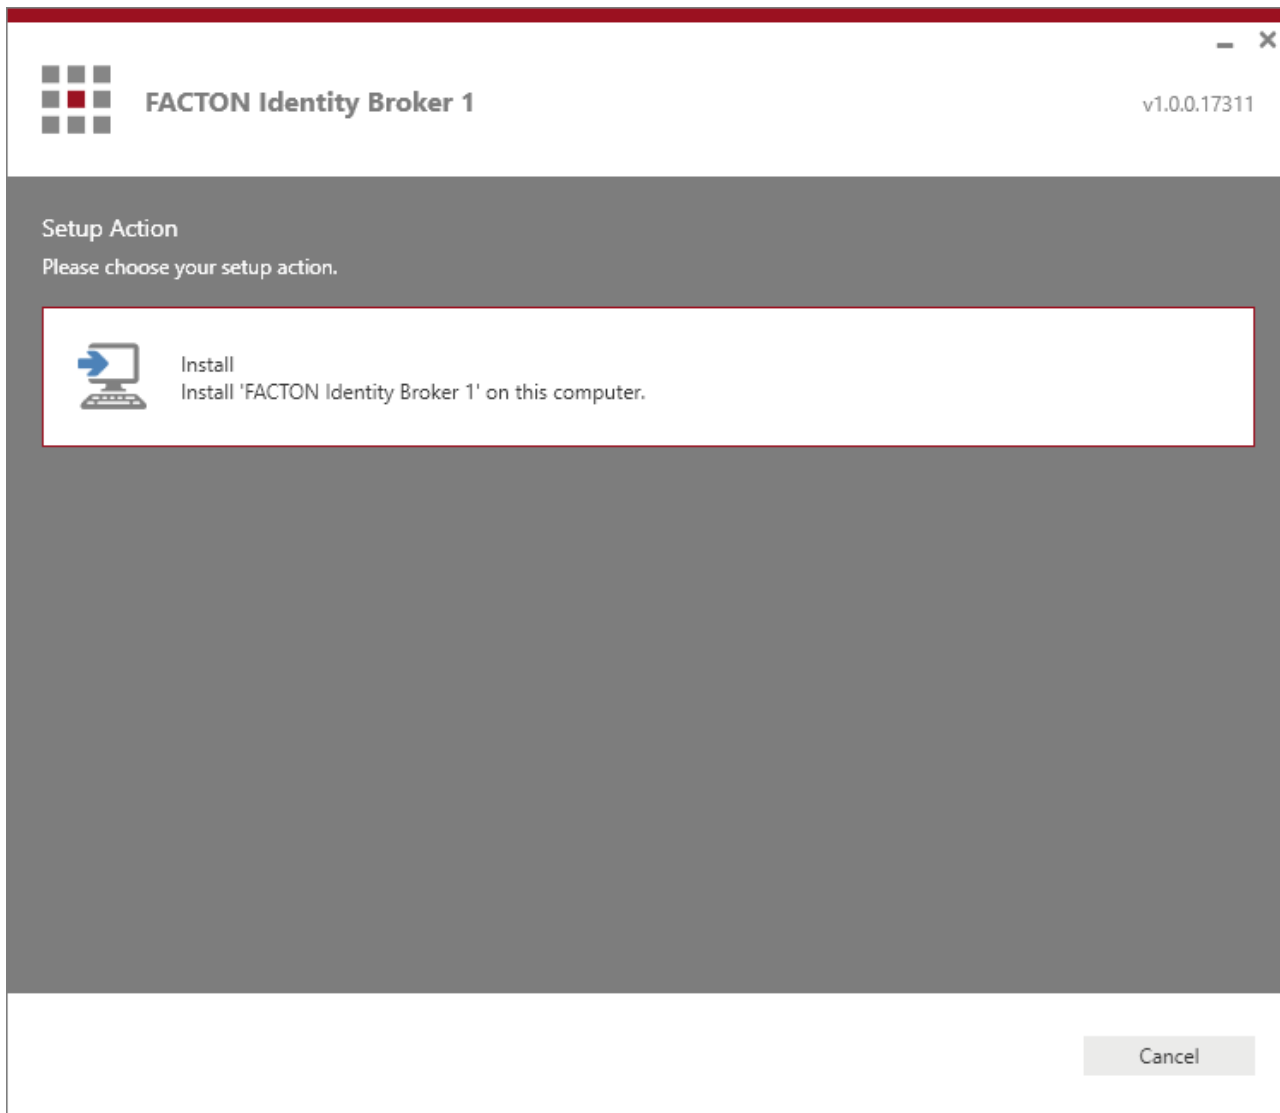 FACTON Identity Broker 1
v1.0.0.17311
Setup Action
Please choose your setup action.
Install
Install 'FACTON Identity Broker 1' on this computer.
Cancel